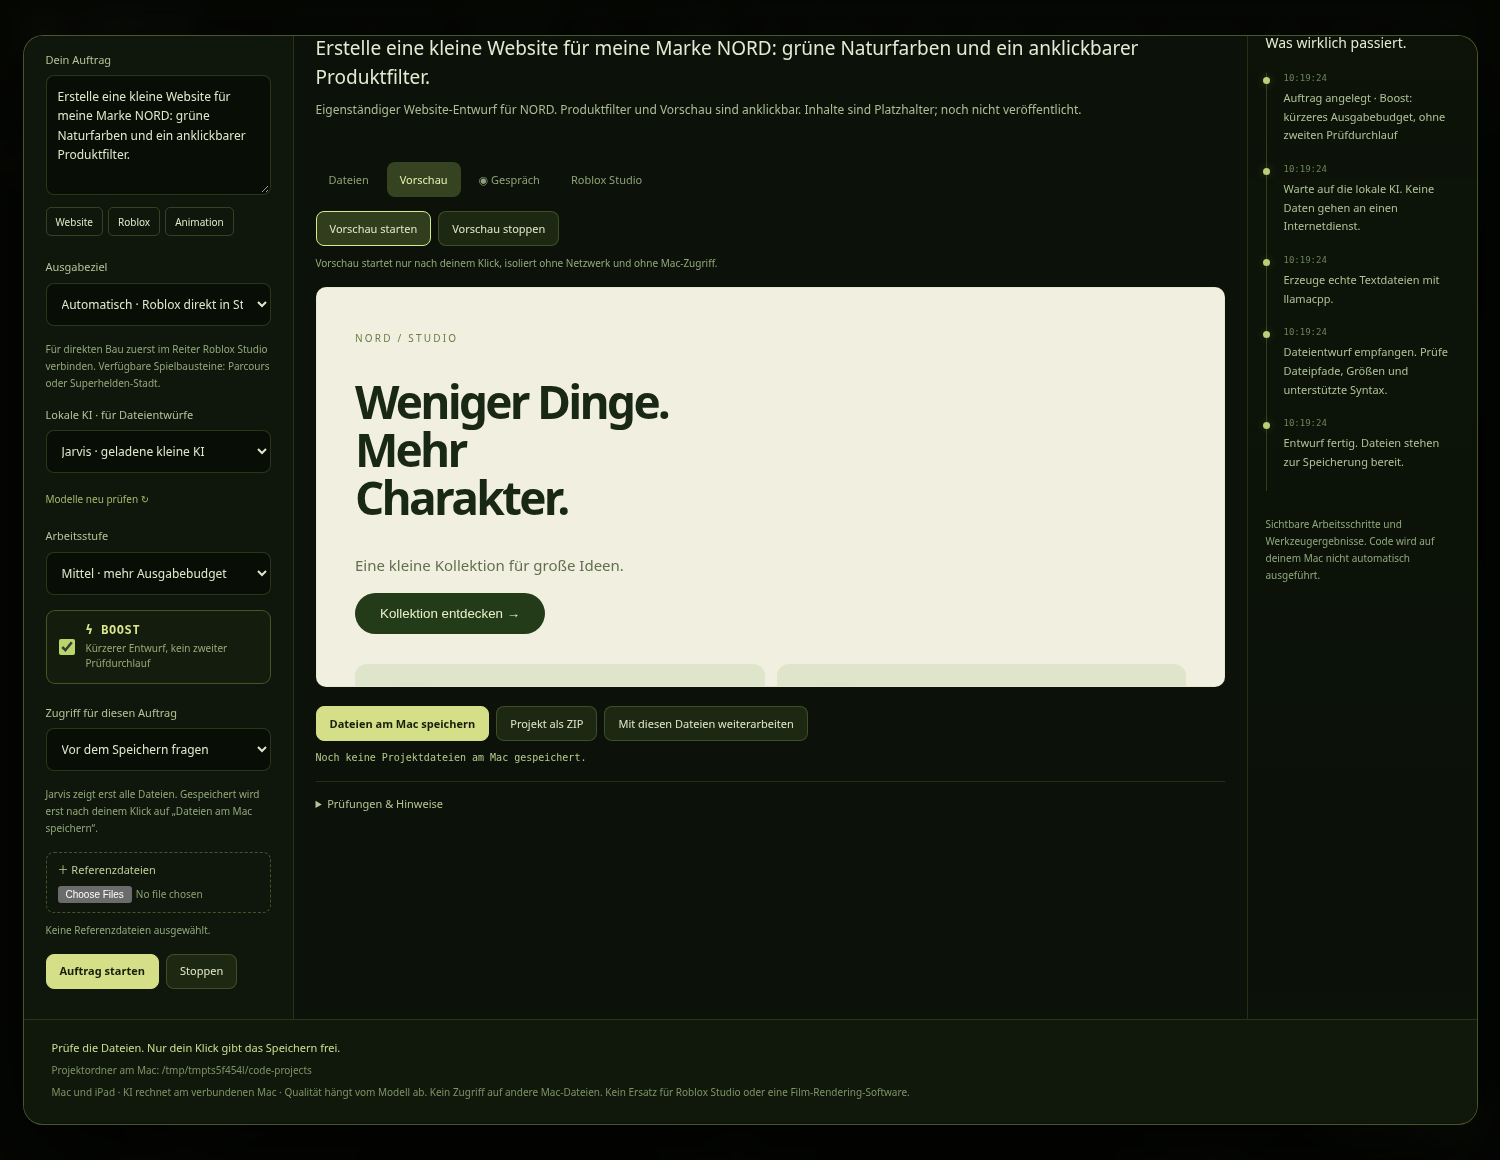 Dein Auftrag
Erstelle eine kleine Website für
meine Marke NORD: grüne
Naturfarben und ein anklickbarer
Produktfilter.
Website
Roblox
Animation
Ausgabeziel
Automatisch · Roblox direkt in St
Für direkten Bau zuerst im Reiter Roblox Studio
verbinden. Verfügbare Spielbausteine: Parcours
oder Superhelden-Stadt.
Lokale KI · für Dateientwürfe
Jarvis · geladene kleine KI
Modelle neu prüfen ↻
Arbeitsstufe
Mittel · mehr Ausgabebudget
ϟ BOOST
Kürzerer Entwurf, kein zweiter
Prüfdurchlauf
Zugriff für diesen Auftrag
Vor dem Speichern fragen
Jarvis zeigt erst alle Dateien. Gespeichert wird
erst nach deinem Klick auf „Dateien am Mac
speichern“.
＋ Referenzdateien
Choose Files No file chosen
Keine Referenzdateien ausgewählt.
Auftrag starten
Stoppen
Erstelle eine kleine Website für meine Marke NORD: grüne Naturfarben und ein anklickbarer
Produktfilter.
Eigenständiger Website-Entwurf für NORD. Produktfilter und Vorschau sind anklickbar. Inhalte sind Platzhalter; noch nicht veröffentlicht.
Dateien
Vorschau
◉ Gespräch
Roblox Studio
Vorschau starten
Vorschau stoppen
Vorschau startet nur nach deinem Klick, isoliert ohne Netzwerk und ohne Mac-Zugriff.
NORD / STUDIO
Weniger Dinge.
Mehr
Charakter.
Eine kleine Kollektion für große Ideen.
Kollektion entdecken →
Dateien am Mac speichern
Projekt als ZIP
Mit diesen Dateien weiterarbeiten
Noch keine Projektdateien am Mac gespeichert.
▶ Prüfungen & Hinweise
Was wirklich passiert.
10:19:24
Auftrag angelegt · Boost:
kürzeres Ausgabebudget, ohne
zweiten Prüfdurchlauf
10:19:24
Warte auf die lokale KI. Keine
Daten gehen an einen
Internetdienst.
10:19:24
Erzeuge echte Textdateien mit
llamacpp.
10:19:24
Dateientwurf empfangen. Prüfe
Dateipfade, Größen und
unterstützte Syntax.
10:19:24
Entwurf fertig. Dateien stehen
zur Speicherung bereit.
Sichtbare Arbeitsschritte und
Werkzeugergebnisse. Code wird auf
deinem Mac nicht automatisch
ausgeführt.
Prüfe die Dateien. Nur dein Klick gibt das Speichern frei.
Projektordner am Mac: /tmp/tmpts5f454l/code-projects
Mac und iPad · KI rechnet am verbundenen Mac · Qualität hängt vom Modell ab. Kein Zugriff auf andere Mac-Dateien. Kein Ersatz für Roblox Studio oder eine Film-Rendering-Software.